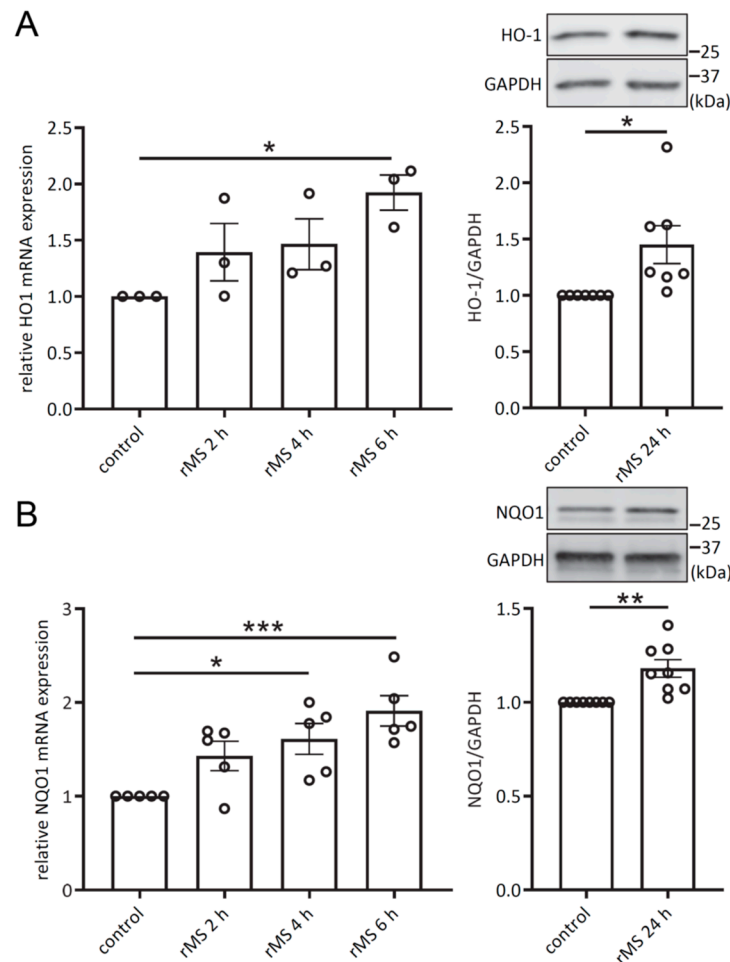 A
HO-1
25
GAPDH
37
(kDa)
relative HO1 mRNA expression
2.5
2.0
1.5
1.0
0.5
0.0
*
control
rMS 2 h
rMS 4 h
rMS 6 h
HO-1/GAPDH
2.5
2.0
1.5
1.0
0.5
0.0
*
control
rMS 24 h
B
NQO1
25
GAPDH
37
(kDa)
relative NQO1 mRNA expression
3
2
1
0
***
*
control
rMS 2 h
rMS 4 h
rMS 6 h
NQO1/GAPDH
1.5
1.0
0.5
0.0
**
control
rMS 24 h